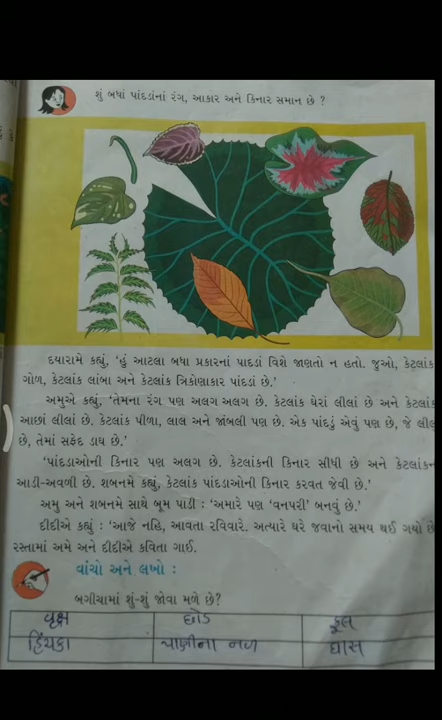 શું બધાં પાંદડાંનાં રંગ, આકાર અને કિનાર સમાન છે ?
દયારામે કહ્યું, ‘હું આટલા બધા પ્રકારનાં પાદડાં વિશે જાણતો ન હતો. જુઓ, કેટલાંક
ગોળ, કેટલાંક લાંબા અને કેટલાંક ત્રિકોણાકાર પાંદડાં છે.’
અમુએ કહ્યું, ‘તેમના રંગ પણ અલગ અલગ છે. કેટલાંક ઘેરાં લીલાં છે અને કેટલાંક
આછાં લીલાં છે. કેટલાંક પીળા, લાલ અને જાંબલી પણ છે. એક પાંદડું એવું પણ છે, જે
છે, તેમાં સફેદ ડાઘ છે.’
‘પાંદડાઓની કિનાર પણ અલગ છે. કેટલાંકની કિનાર સીધી છે અને
આડી-અવળી છે. શબનમે કહ્યું, કેટલાંક પાંદડાઓની કિનાર કરવત જેવી છે.’
અમુ અને શબનમે સાથે બૂમ પાડી : ‘અમારે પણ ‘વનપરી’ બનવું છે.’
દીદીએ કહ્યું : ‘આજે નહિ, આવતા રવિવારે. અત્યારે ઘરે જવાનો સમય થઈ ગયો છે
રસ્તામાં અમે અને દીદીએ કવિતા ગાઈ.
વાંચો અને લખો :
બગીચામાં શું-શું જોવા મળે છે?
વૃક્ષ છોડ ફૂલ
હિંચકા પાણીના નળ ઘાસ